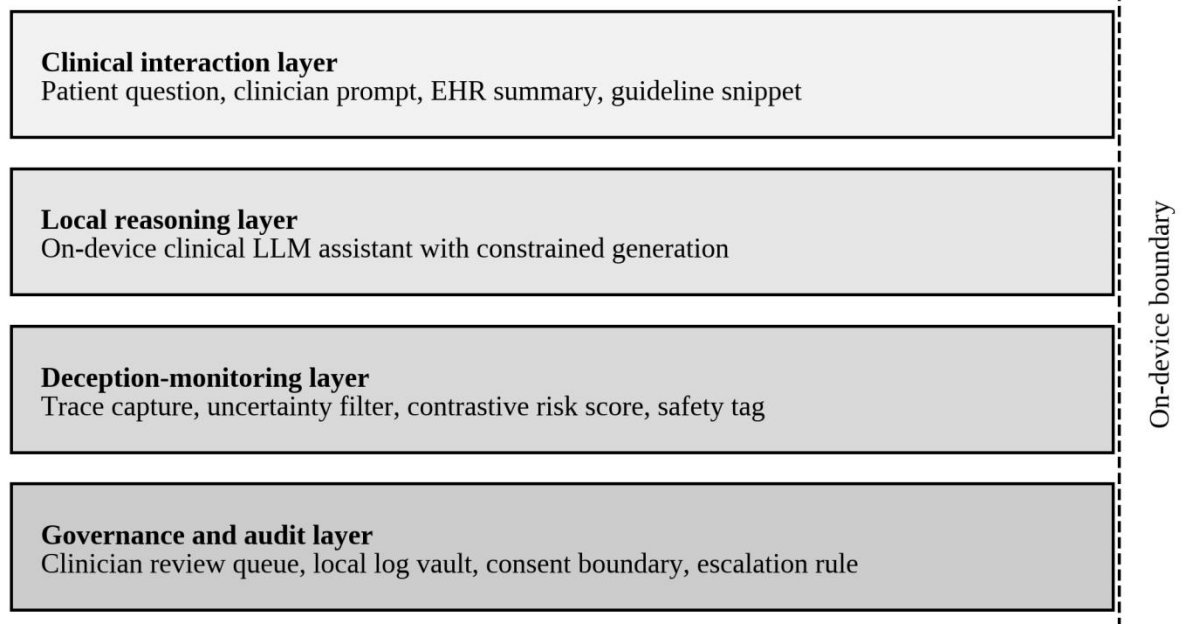 Clinical interaction layer
Patient question, clinician prompt, EHR summary, guideline snippet
Local reasoning layer
On-device clinical LLM assistant with constrained generation
Deception-monitoring layer
Trace capture, uncertainty filter, contrastive risk score, safety tag
Governance and audit layer
Clinician review queue, local log vault, consent boundary, escalation rule
On-device boundary